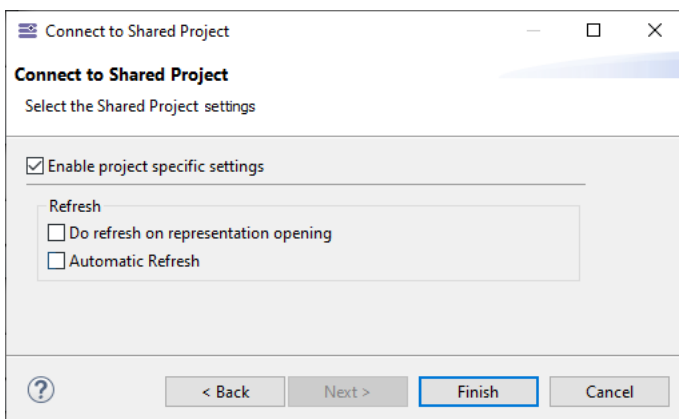 Connect to Shared Project
Connect to Shared Project
Select the Shared Project settings
Enable project specific settings
Refresh
Do refresh on representation opening
Automatic Refresh
?
< Back
Next >
Finish
Cancel